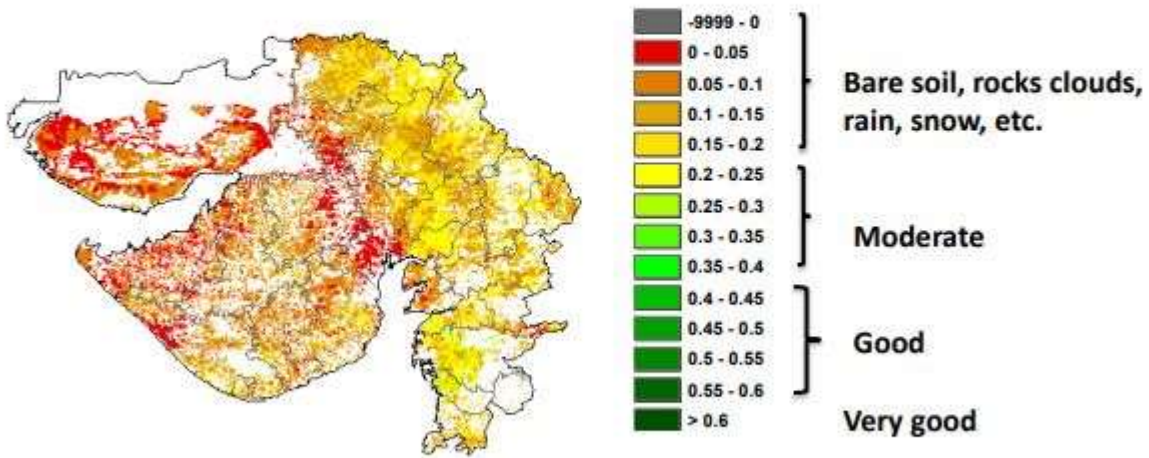 -9999 - 0
0 - 0.05
0.05 - 0.1
0.1 - 0.15
0.15 - 0.2
0.2 - 0.25
0.25 - 0.3
0.3 - 0.35
0.35 - 0.4
0.4 - 0.45
0.45 - 0.5
0.5 - 0.55
0.55 - 0.6
> 0.6
Bare soil, rocks clouds,
rain, snow, etc.
Moderate
Good
Very good